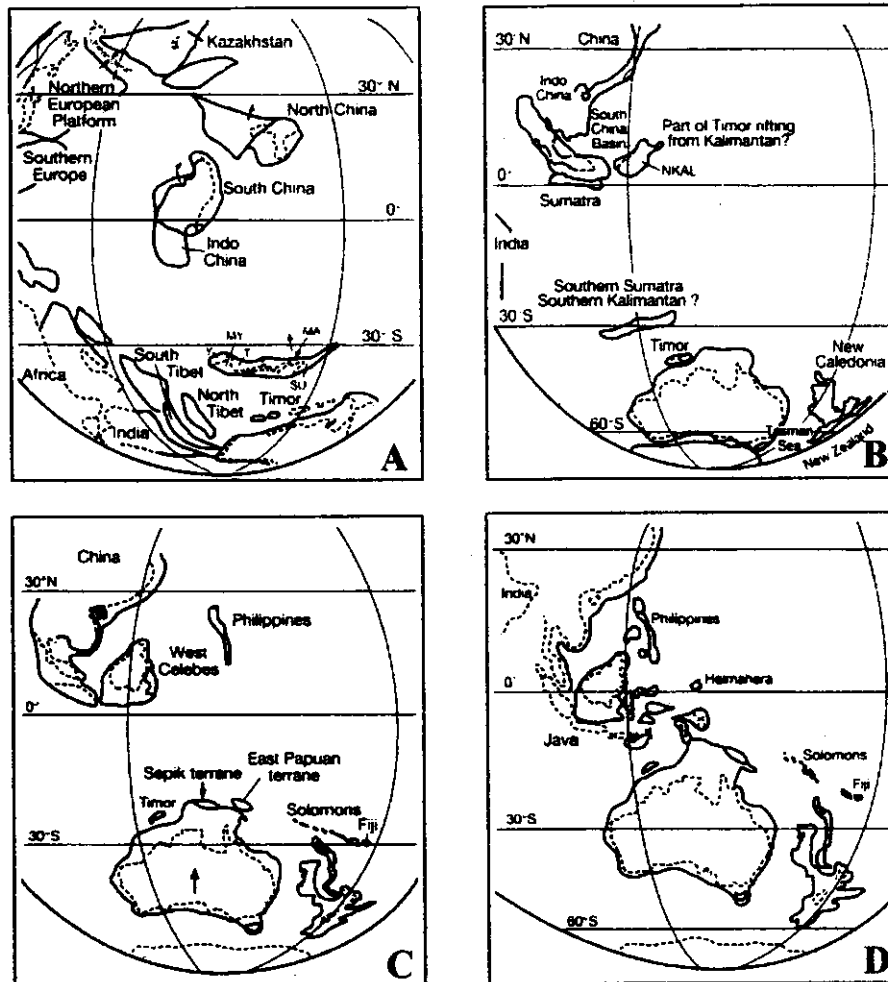 Kazakhstan
30° N
Northern
European
Platform
North China
Southern
Europe
South China
0°
Indo
China
30° S
MY
MA
T
South
Tibet
SU
Africa
North
Tibet
Timor
India
A
30° N
China
Indo
China
South
China
Basin
Part of Timor rifting
from Kalimantan?
NKAL
0°
Sumatra
India
Southern Sumatra
Southern Kalimantan ?
30 S
Timor
New
Caledonia
60°S
Tasman
Sea
New Zealand
B
China
30°N
Philippines
West
Celebes
0°
East Papuan
terrane
Sepik terrane
Timor
Solomons
Fiji
30°S
C
30°N
India
Philippines
0°
Helmahera
Java
Solomons
Fiji
30°S
60°S
D